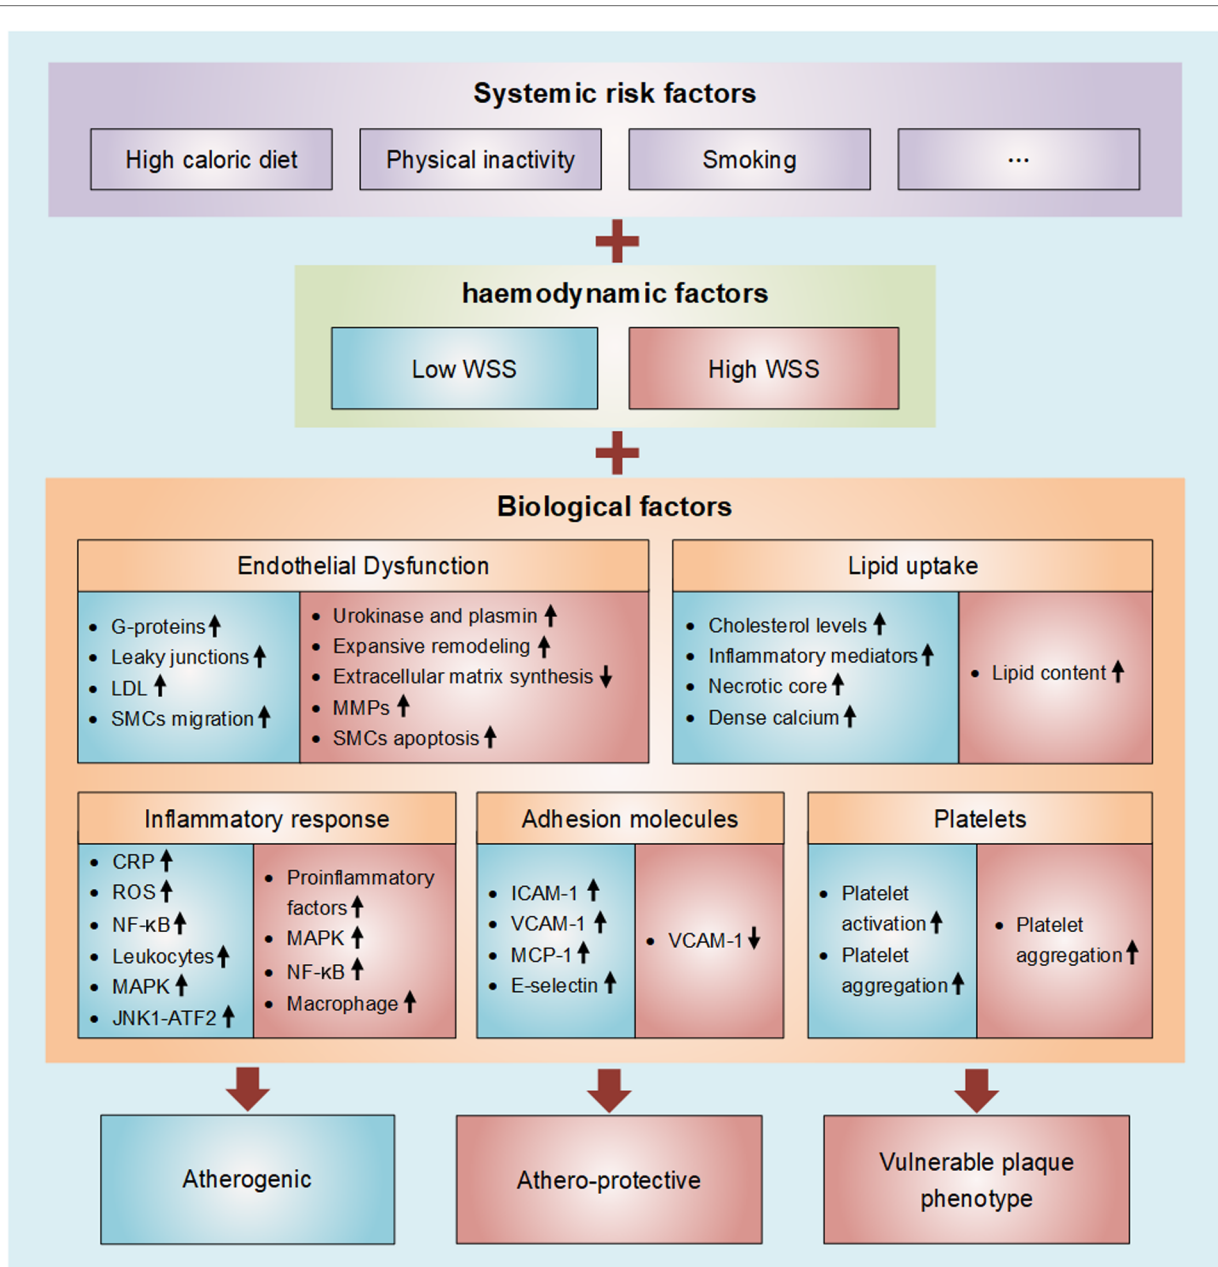 Systemic risk factors
High caloric diet
Physical inactivity
Smoking
...
haemodynamic factors
Low WSS
High WSS
Biological factors
Endothelial Dysfunction
• G-proteins ↑
• Leaky junctions ↑
• LDL ↑
• SMCs migration ↑
• Urokinase and plasmin ↑
• Expansive remodeling ↑
• Extracellular matrix synthesis ↓
• MMPs ↑
• SMCs apoptosis ↑
Lipid uptake
• Cholesterol levels ↑
• Inflammatory mediators ↑
• Necrotic core ↑
• Dense calcium ↑
• Lipid content ↑
Inflammatory response
• CRP ↑
• ROS ↑
• NF-κB ↑
• Leukocytes ↑
• MAPK ↑
• JNK1-ATF2 ↑
• Proinflammatory
factors ↑
• MAPK ↑
• NF-κB ↑
• Macrophage ↑
Adhesion molecules
• ICAM-1 ↑
• VCAM-1 ↑
• MCP-1 ↑
• E-selectin ↑
• VCAM-1 ↓
Platelets
• Platelet
activation ↑
• Platelet
aggregation ↑
• Platelet
aggregation ↑
Atherogenic
Athero-protective
Vulnerable plaque
phenotype